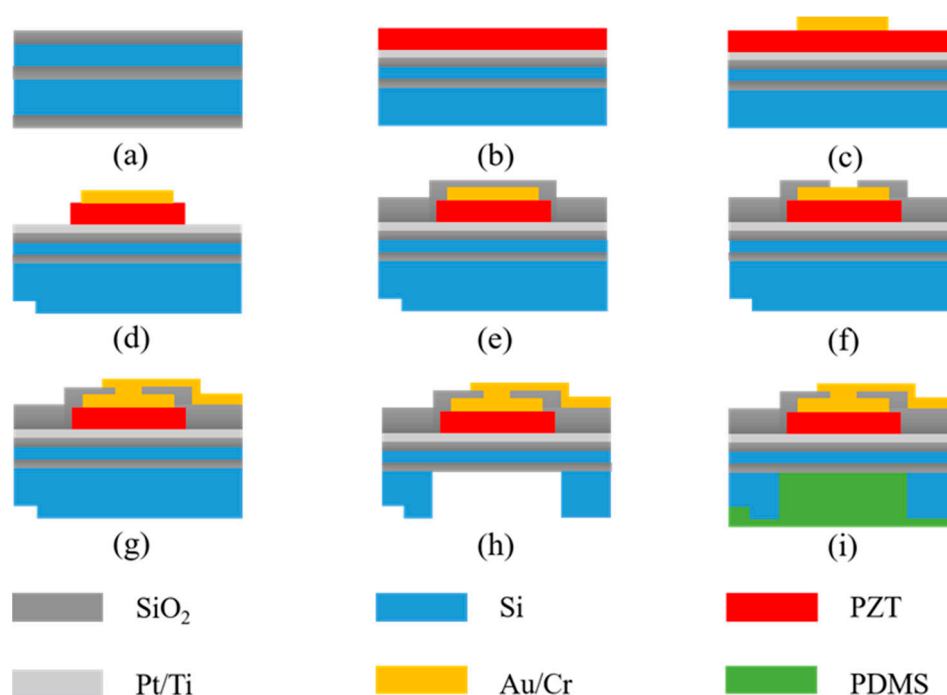 (a) (b) (c)
(d) (e) (f)
(g) (h) (i)
SiO₂ Si PZT
Pt/Ti Au/Cr PDMS